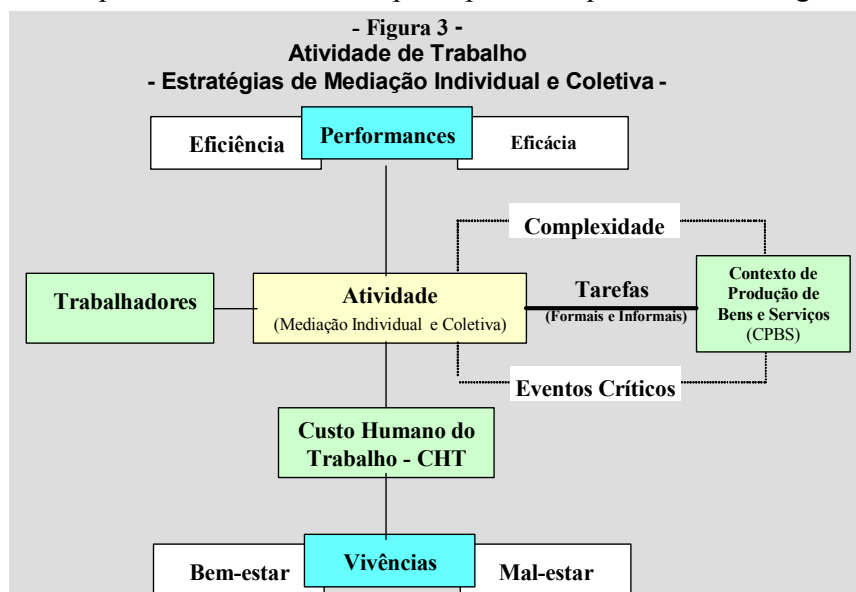 - Figura 3 -
Atividade de Trabalho
- Estratégias de Mediação Individual e Coletiva -
Eficiência
Performances
Eficácia
Complexidade
Trabalhadores
Atividade
(Mediação Individual e Coletiva)
Tarefas
(Formais e Informais)
Contexto de
Produção de
Bens e Serviços
(CPBS)
Eventos Críticos
Custo Humano do
Trabalho - CHT
Bem-estar
Vivências
Mal-estar